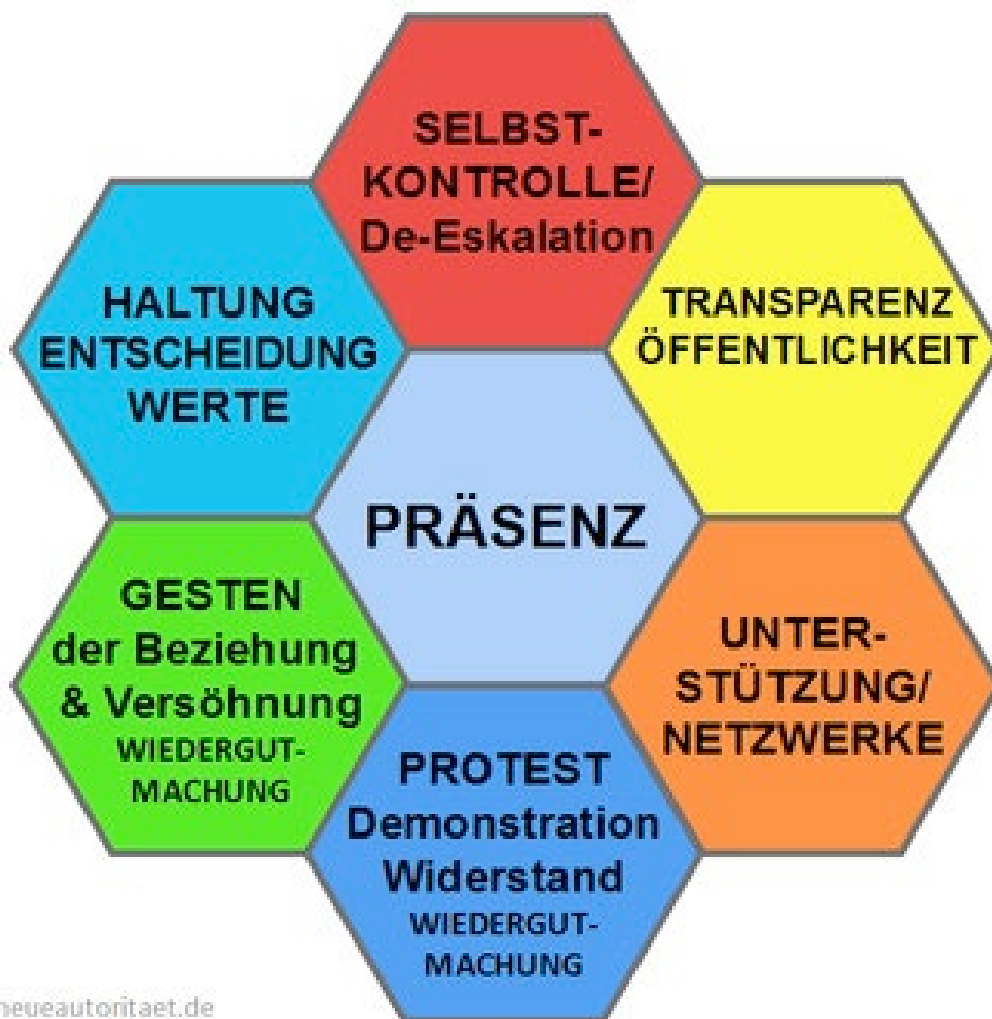 SELBST-
KONTROLLE/
De-Eskalation
HALTUNG
ENTSCHEIDUNG
WERTE
TRANSPARENZ
ÖFFENTLICHKEIT
PRÄSENZ
GESTEN
der Beziehung
& Versöhnung
WIEDERGUT-
MACHUNG
UNTER-
STÜTZUNG/
NETZWERKE
PROTEST
Demonstration
Widerstand
WIEDERGUT-
MACHUNG
neueautoritaet.de